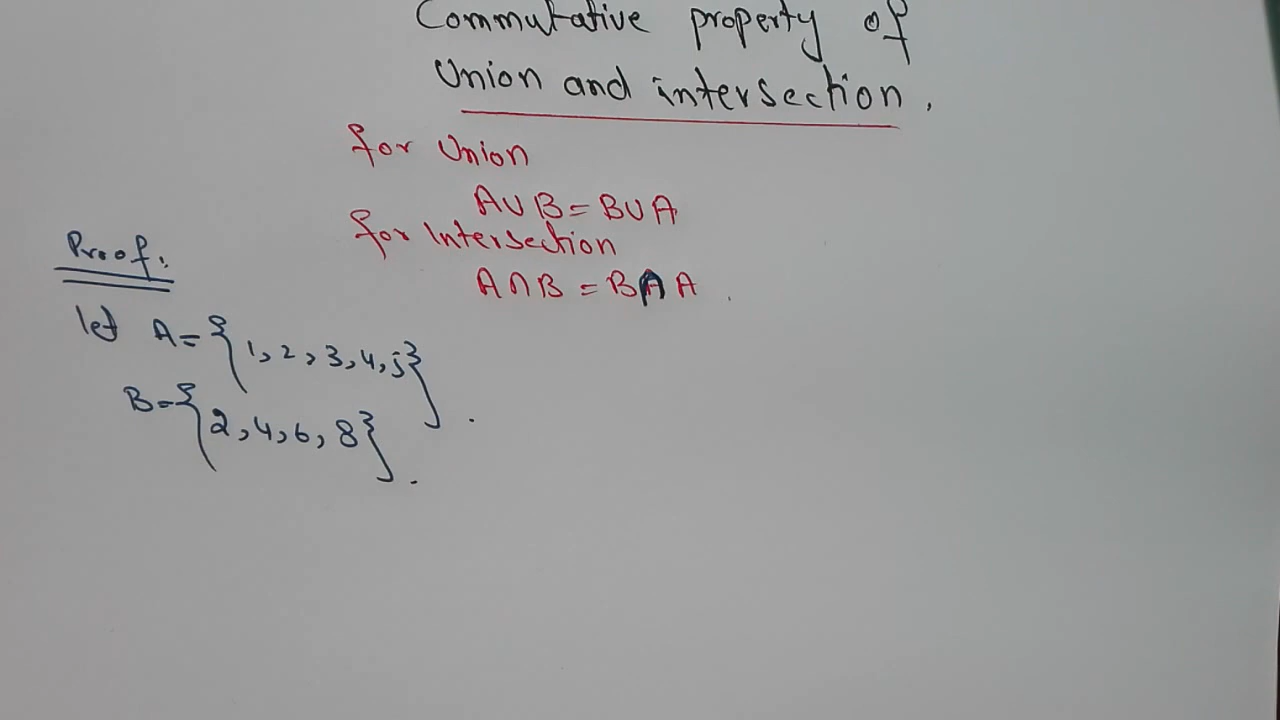 Commutative property of
Union and intersection.
for Union
A∪B=B∪A
for Intersection
A∩B=B∩A
Proof:
let A={1,2,3,4,5}.
B={2,4,6,8}.